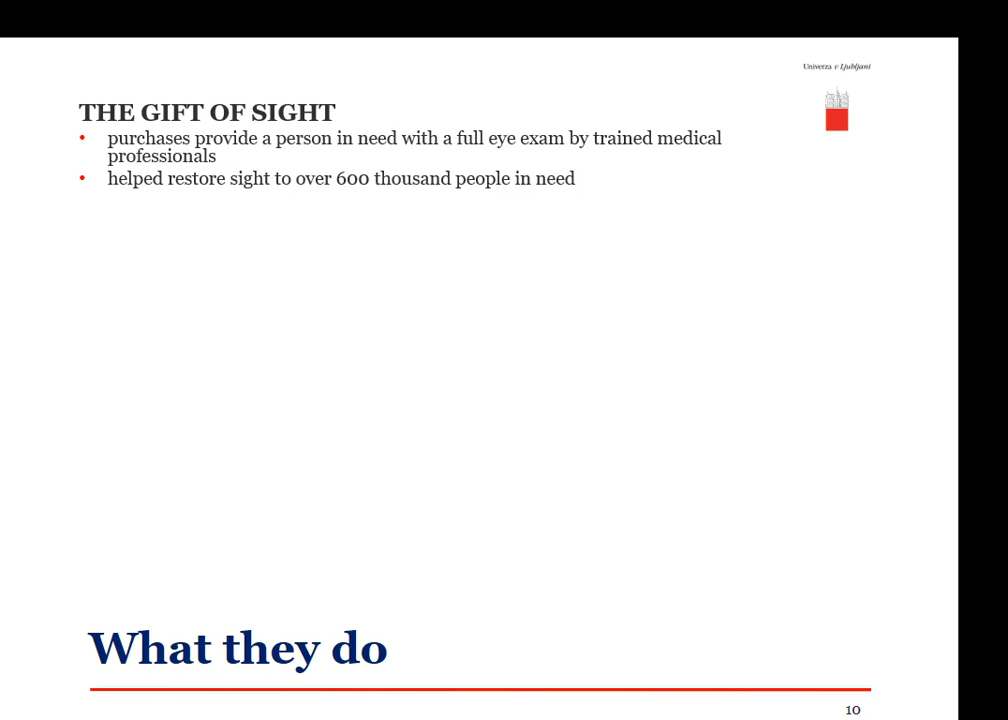 Univerza v Ljubljani
THE GIFT OF SIGHT
• purchases provide a person in need with a full eye exam by trained medical
professionals
• helped restore sight to over 600 thousand people in need
What they do
10